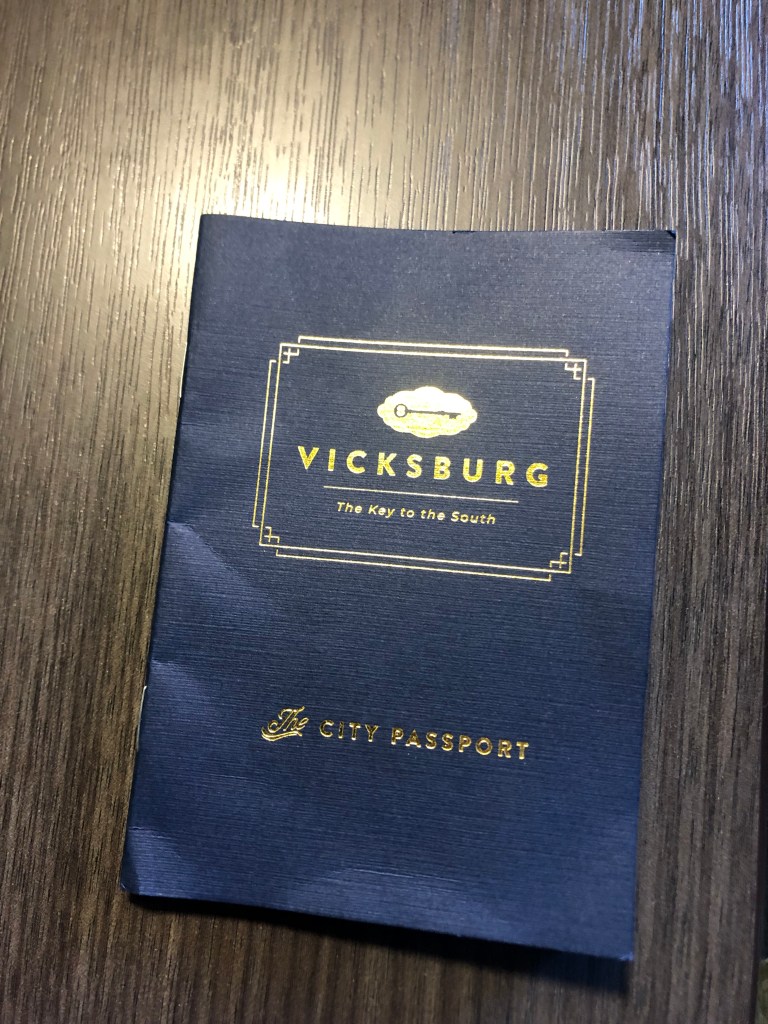 VICKSBURG
The Key to the South
The CITY PASSPORT